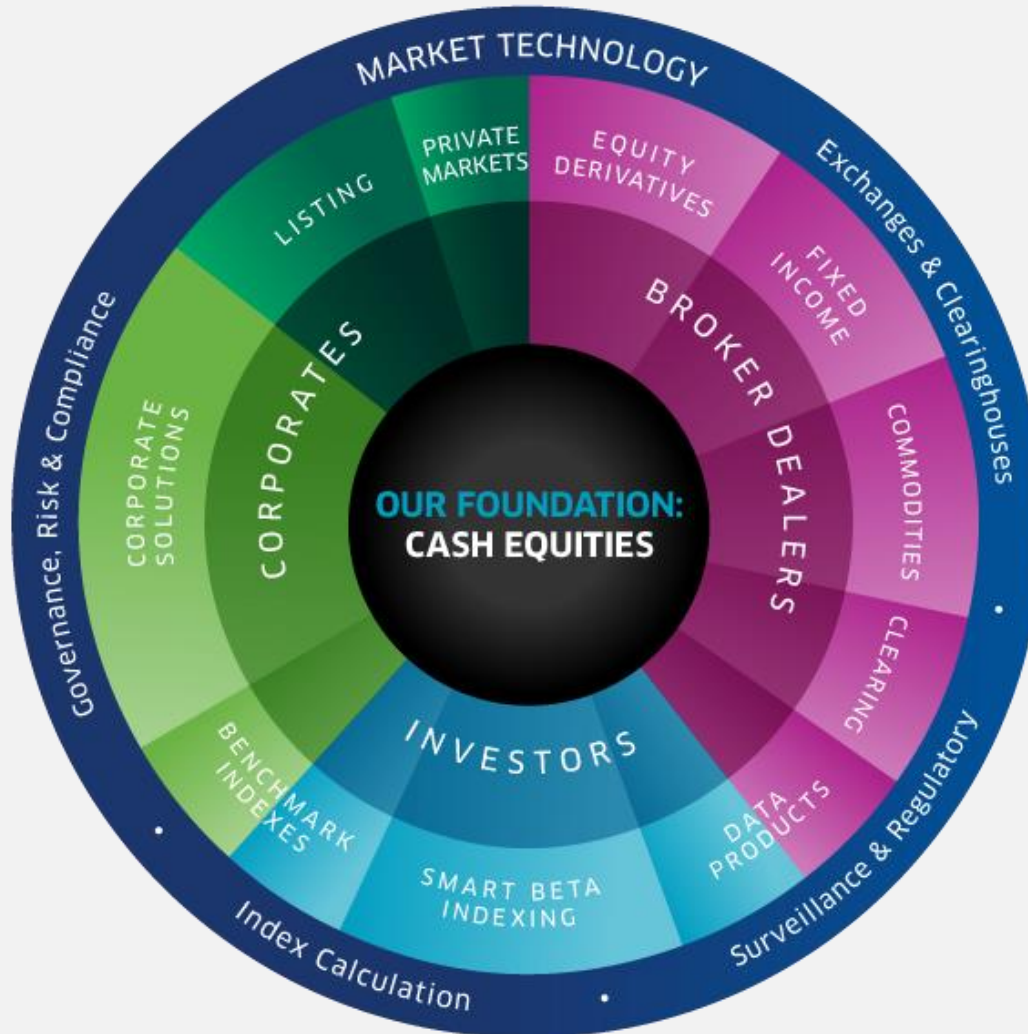 MARKET TECHNOLOGY
Exchanges & Clearinghouses
•
Surveillance & Regulatory
•
Index Calculation
•
Governance, Risk & Compliance
PRIVATE
MARKETS
EQUITY
DERIVATIVES
FIXED
INCOME
COMMODITIES
CLEARING
DATA
PRODUCTS
SMART BETA
INDEXING
BENCHMARK
INDEXES
CORPORATE
SOLUTIONS
LISTING
CORPORATES
BROKER DEALERS
INVESTORS
OUR FOUNDATION:
CASH EQUITIES